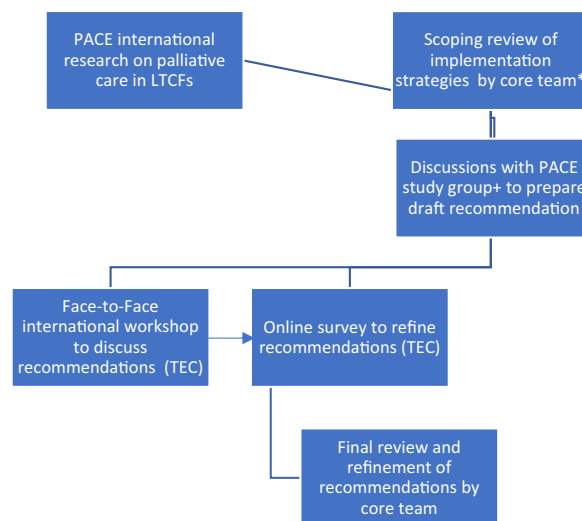 PACE international
research on palliative
care in LTCFs
Scoping review of
implementation
strategies by core team*
Discussions with PACE
study group+ to prepare
draft recommendation
Face-to-Face
international workshop
to discuss
recommendations (TEC)
Online survey to refine
recommendations (TEC)
Final review and
refinement of
recommendations by
core team